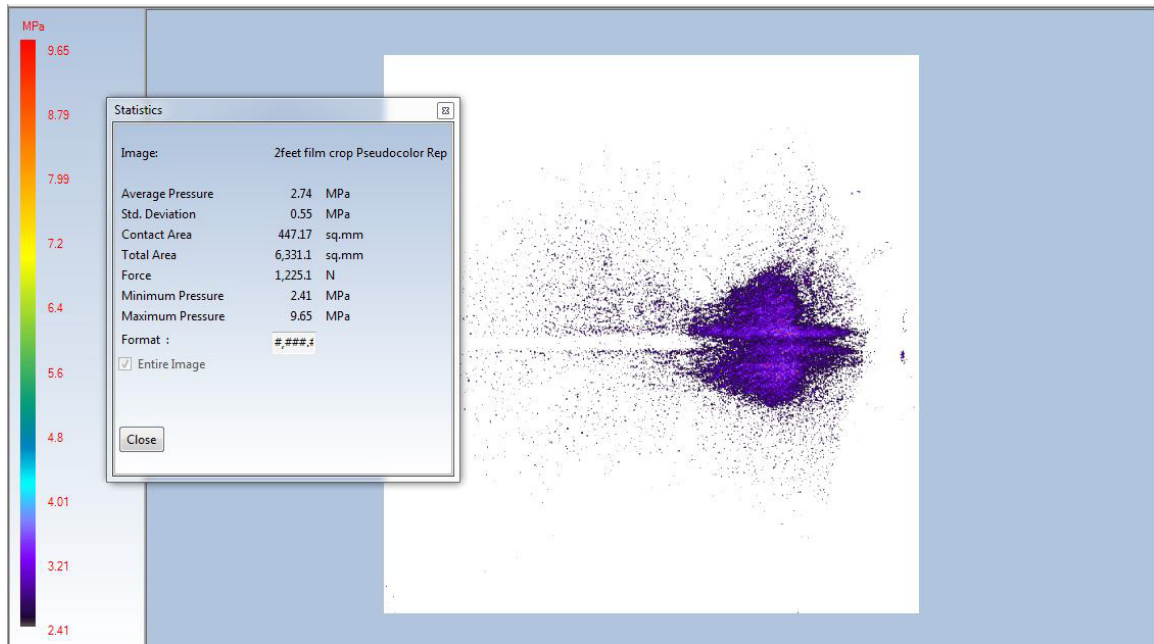 MPa
9.65
8.79
7.99
7.2
6.4
5.6
4.8
4.01
3.21
2.41
Statistics
Image: 2feet film crop Pseudocolor Rep
Average Pressure 2.74 MPa
Std. Deviation 0.55 MPa
Contact Area 447.17 sq.mm
Total Area 6,331.1 sq.mm
Force 1,225.1 N
Minimum Pressure 2.41 MPa
Maximum Pressure 9.65 MPa
Format : #,###.#
Entire Image
Close